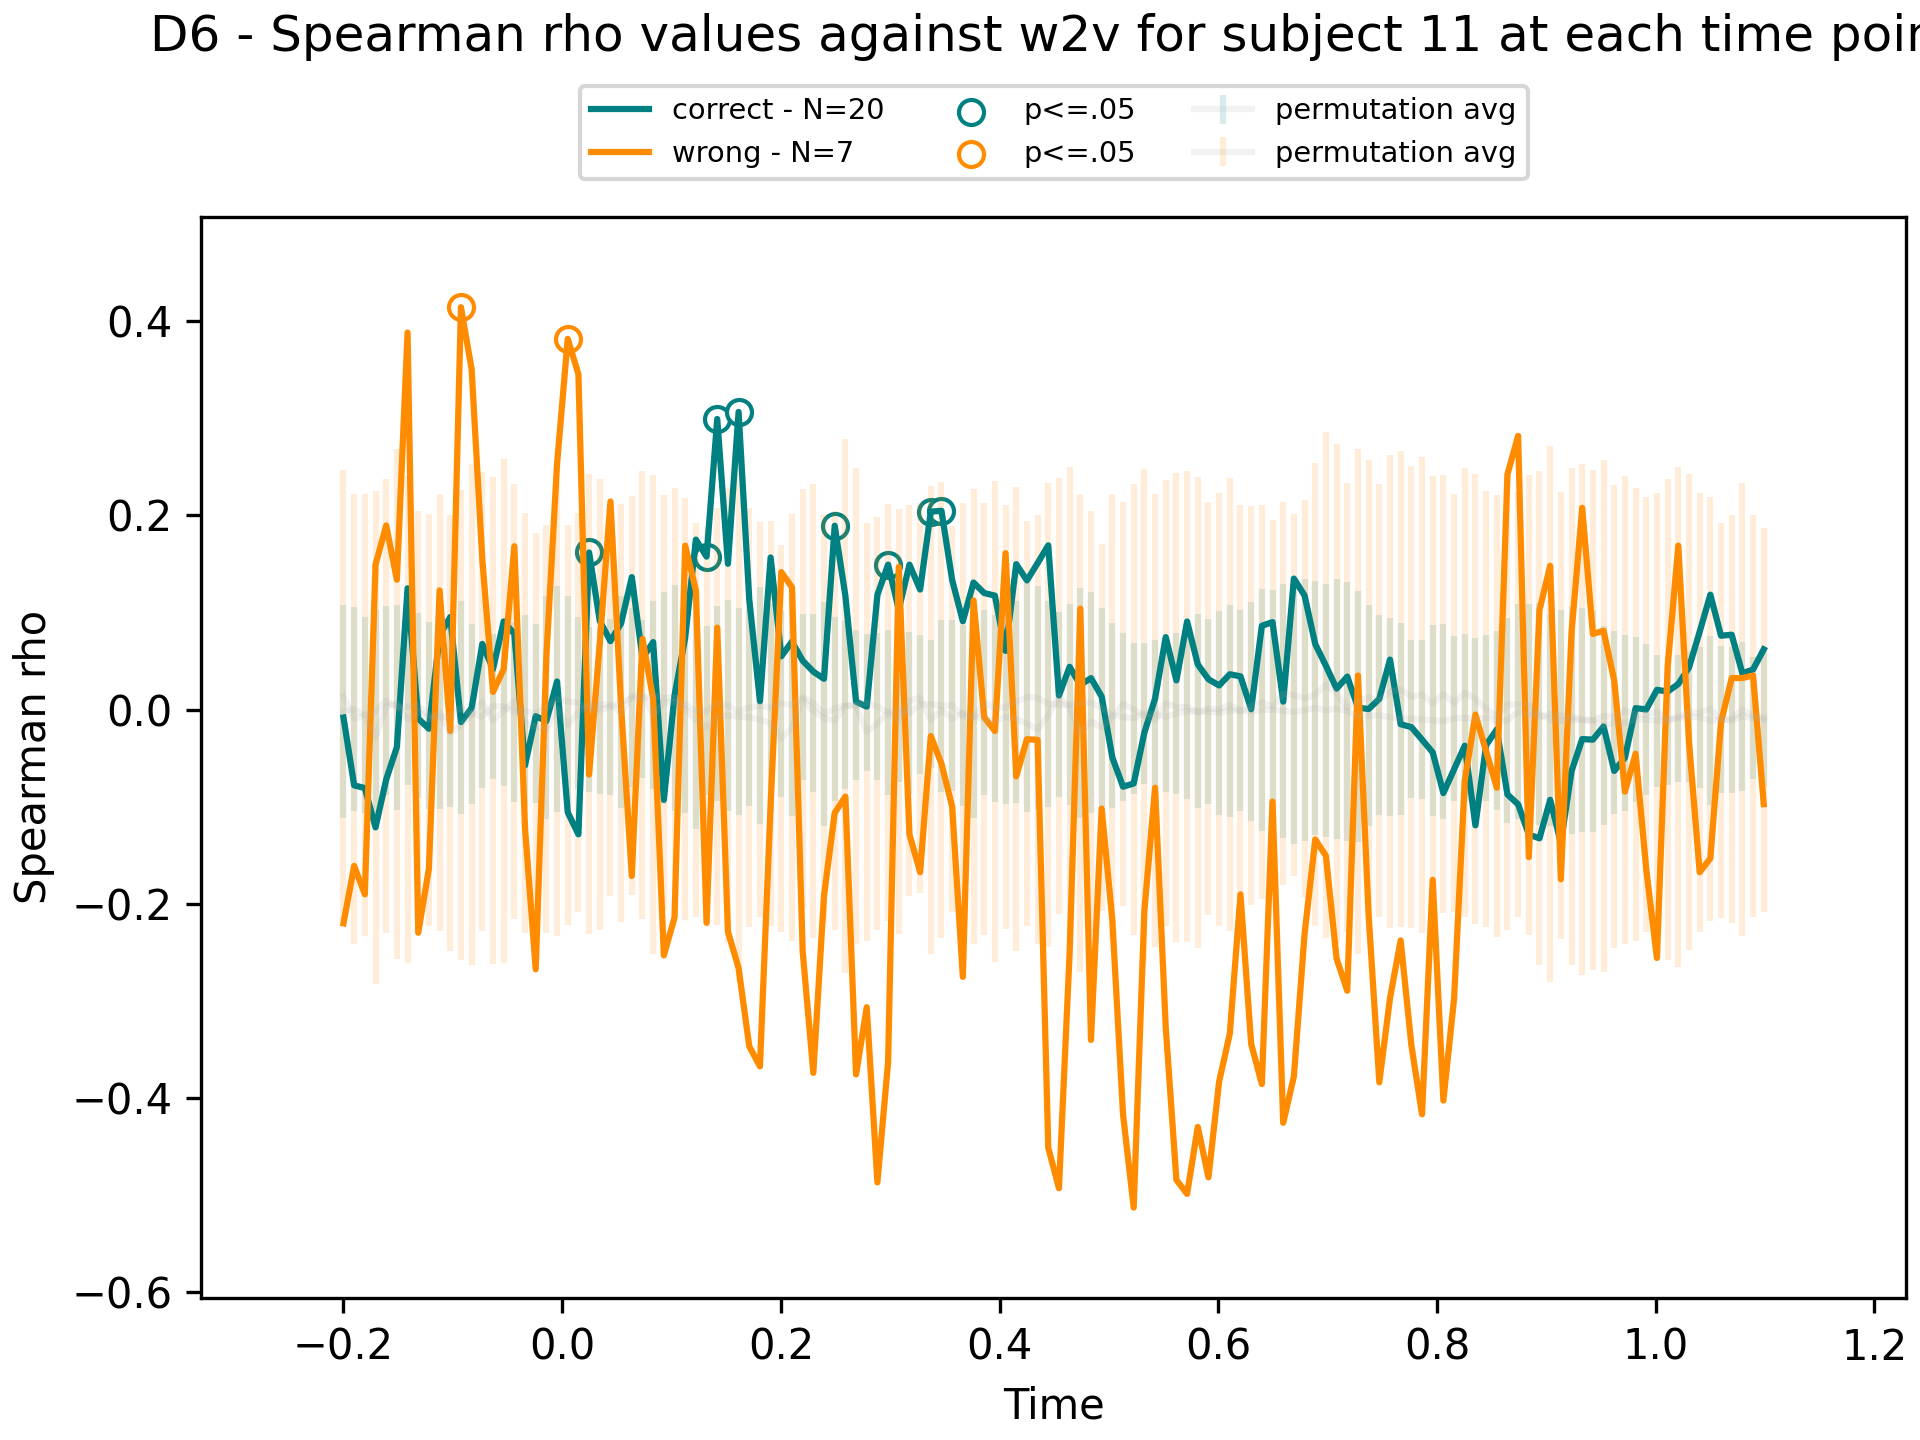 D6 - Spearman rho values against w2v for subject 11 at each time
correct - N=20
wrong - N=7
p<=.05
p<=.05
permutation avg
permutation avg
Spearman rho
0.4
0.2
0.0
−0.2
−0.4
−0.6
−0.2 0.0 0.2 0.4 0.6 0.8 1.0 1.2
Time